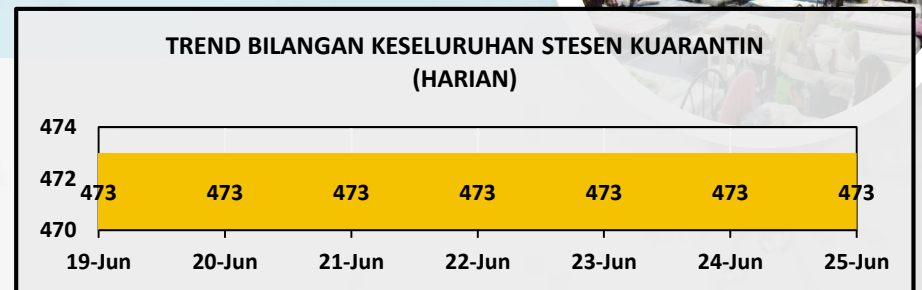 TREND BILANGAN KESELURUHAN STESEN KUARANTIN
(HARIAN)
474
472
473 473 473 473 473 473 473
470
19-Jun 20-Jun 21-Jun 22-Jun 23-Jun 24-Jun 25-Jun